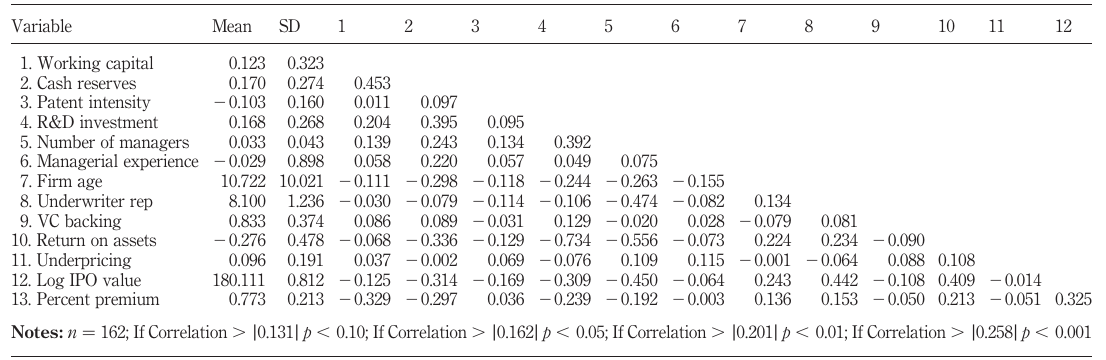 Variable Mean SD 1 2 3 4 5 6 7 8 9 10 11 12
1. Working capital 0.123 0.323
2. Cash reserves 0.170 0.274 0.453
3. Patent intensity −0.103 0.160 0.011 0.097
4. R&D investment 0.168 0.268 0.204 0.395 0.095
5. Number of managers 0.033 0.043 0.139 0.243 0.134 0.392
6. Managerial experience −0.029 0.898 0.058 0.220 0.057 0.049 0.075
7. Firm age 10.722 10.021 −0.111 −0.298 −0.118 −0.244 −0.263 −0.155
8. Underwriter rep 8.100 1.236 −0.030 −0.079 −0.114 −0.106 −0.474 −0.082 0.134
9. VC backing 0.833 0.374 0.086 0.089 −0.031 0.129 −0.020 0.028 −0.079 0.081
10. Return on assets −0.276 0.478 −0.068 −0.336 −0.129 −0.734 −0.556 −0.073 0.224 0.234 −0.090
11. Underpricing 0.096 0.191 0.037 −0.002 0.069 −0.076 0.109 0.115 −0.001 −0.064 0.088 0.108
12. Log IPO value 180.111 0.812 −0.125 −0.314 −0.169 −0.309 −0.450 −0.064 0.243 0.442 −0.108 0.409 −0.014
13. Percent premium 0.773 0.213 −0.329 −0.297 0.036 −0.239 −0.192 −0.003 0.136 0.153 −0.050 0.213 −0.051 0.325
Notes: n = 162; If Correlation > |0.131| p < 0.10; If Correlation > |0.162| p < 0.05; If Correlation > |0.201| p < 0.01; If Correlation > |0.258| p < 0.001